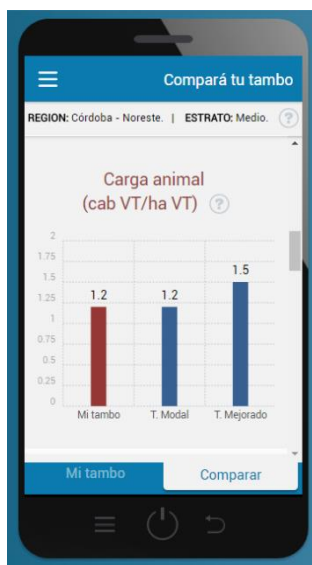 Compará tu tambo
REGION: Córdoba - Noreste. | ESTRATO: Medio. ?
Carga animal
(cab VT/ha VT) ?
2
1.75
1.5
1.25
1
0.75
0.5
0.25
0
1.2
1.2
1.5
Mi tambo T. Modal T. Mejorado
Mi tambo Comparar